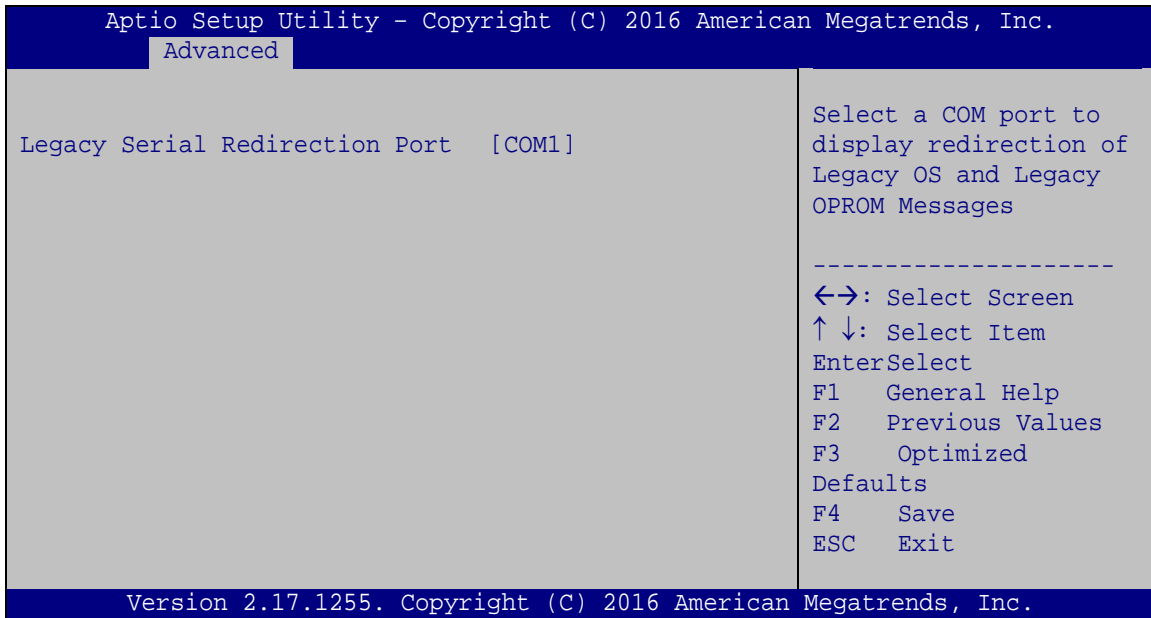 Aptio Setup Utility – Copyright (C) 2016 American Megatrends, Inc.
Advanced
Legacy Serial Redirection Port [COM1]
Select a COM port to
display redirection of
Legacy OS and Legacy
OPROM Messages
---------------------
←→: Select Screen
↑ ↓: Select Item
EnterSelect
F1 General Help
F2 Previous Values
F3 Optimized
Defaults
F4 Save
ESC Exit
Version 2.17.1255. Copyright (C) 2016 American Megatrends, Inc.